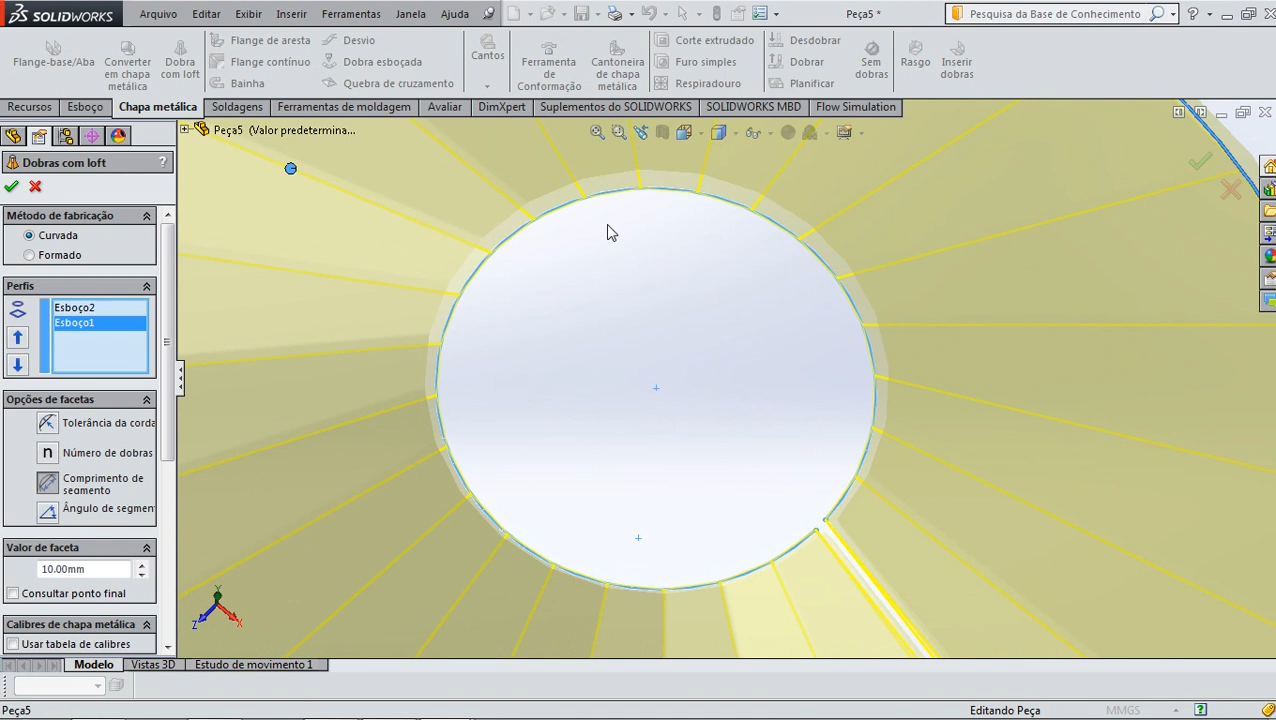 SOLIDWORKS Arquivo Editar Exibir Inserir Ferramentas Janela Ajuda Peça5 * Pesquisa da Base de Conhecimento
Flange-base/Aba
Converter em chapa metálica
Dobra com loft
Flange de aresta
Flange contínuo
Bainha
Desvio
Dobra esboçada
Quebra de cruzamento
Cantos
Ferramenta de Conformação
Cantoneira de chapa metálica
Corte extrudado
Furo simples
Respiradouro
Desdobrar
Dobrar
Planificar
Sem dobras
Rasgo
Inserir dobras
Recursos Esboço Chapa metálica Soldagens Ferramentas de moldagem Avaliar DimXpert Suplementos do SOLIDWORKS SOLIDWORKS MBD Flow Simulation
Peça5 (Valor predetermina...
Dobras com loft ?
Método de fabricação
Curvada
Formado
Perfis
Esboço2
Esboço1
Opções de facetas
Tolerância da corda
n Número de dobras
Comprimento de segmento
Ângulo de segmen
Valor de faceta
10.00mm
Consultar ponto final
Calibres de chapa metálica
Usar tabela de calibres
Y
Z X
Modelo Vistas 3D Estudo de movimento 1
Peça5 Editando Peça MMGS